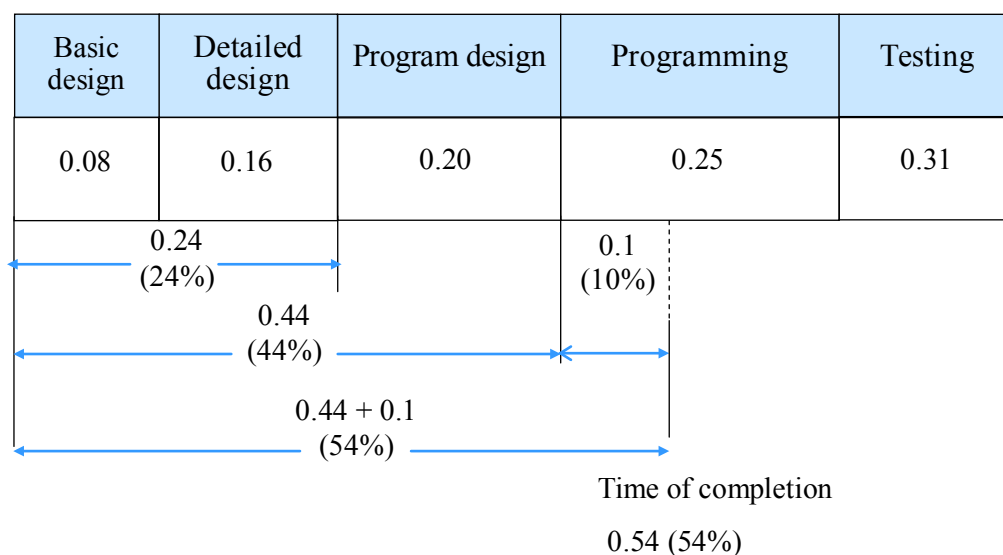 Basic design
Detailed design
Program design
Programming
Testing
0.08
0.16
0.20
0.25
0.31
0.24
(24%)
0.1
(10%)
0.44
(44%)
0.44 + 0.1
(54%)
Time of completion
0.54 (54%)